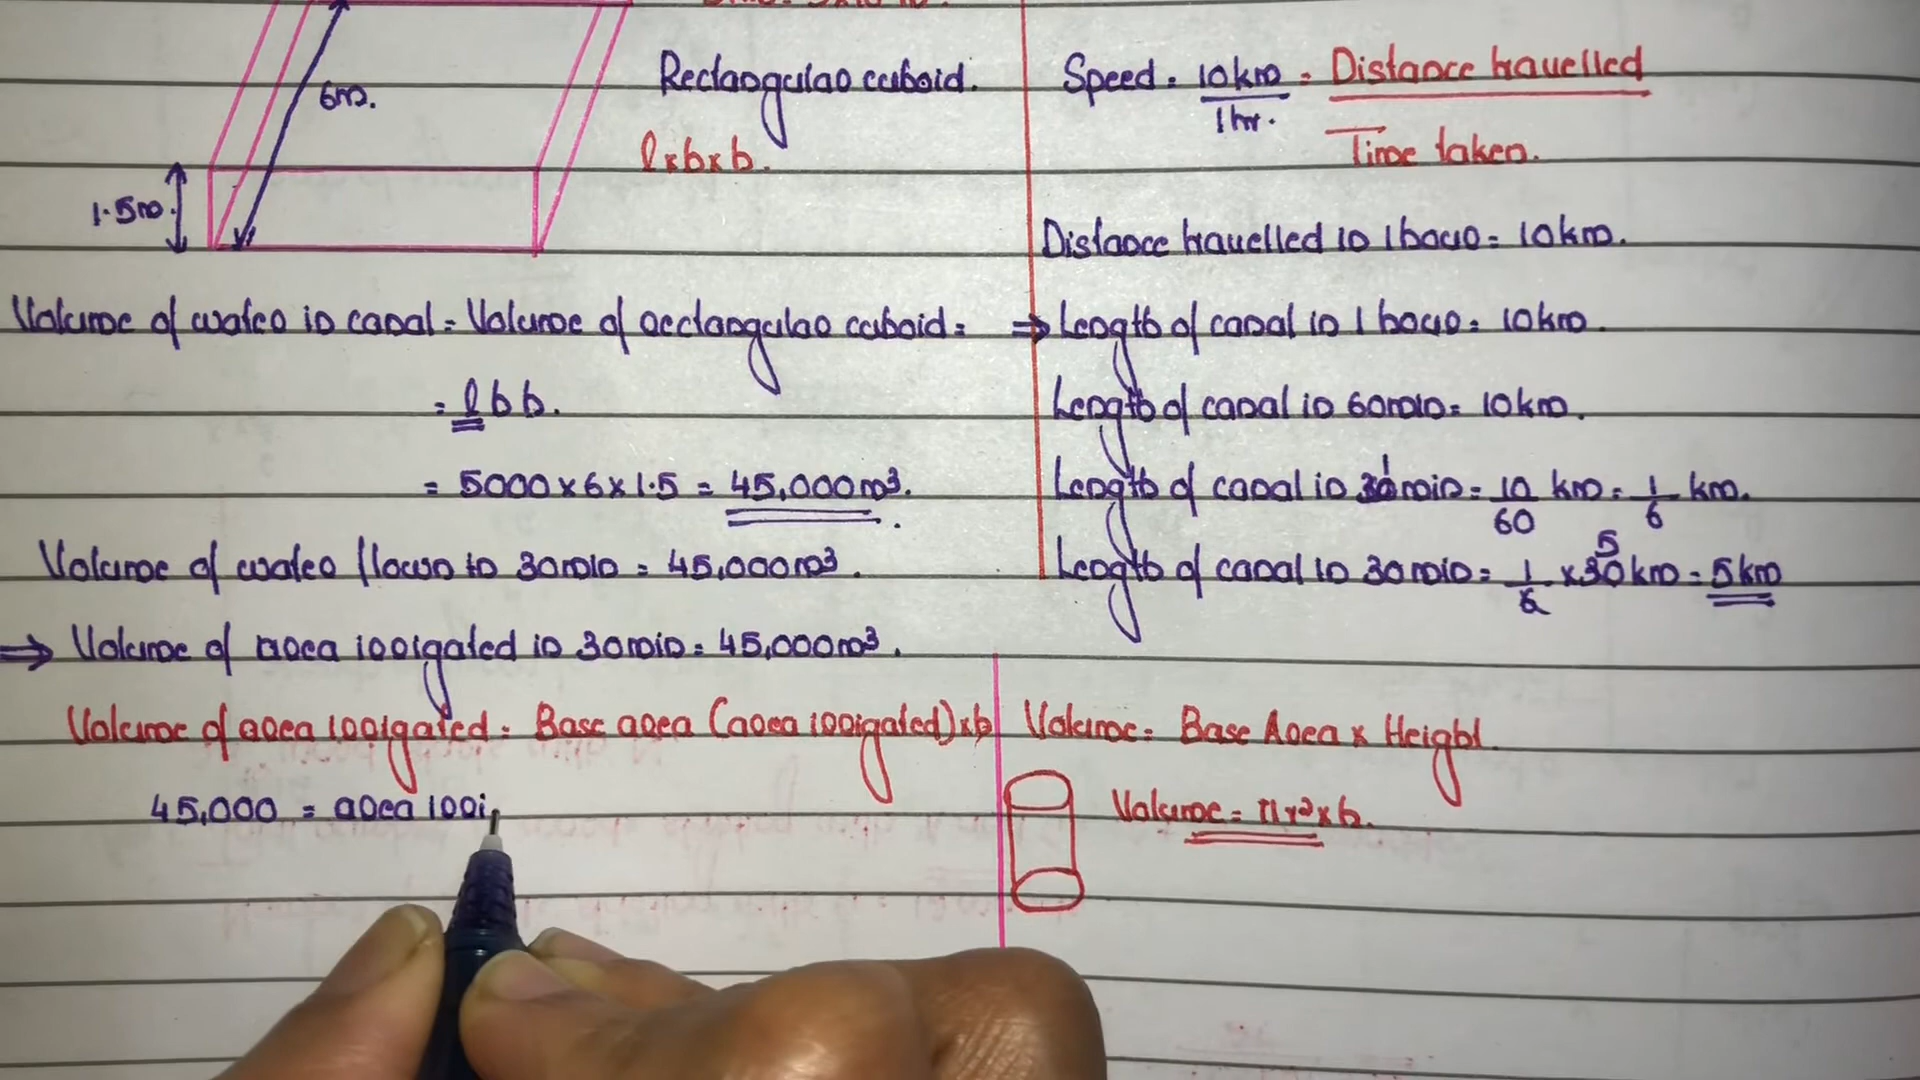 6m.
1.5m.
Rectangular cuboid.
l×b×h.
Speed = 10km/1hr. = Distance travelled/Time taken.
Distance travelled in 1 hour = 10km.
Volume of water in canal = Volume of rectangular cuboid =
= lbh.
= 5000×6×1.5 = 45,000m³.
Volume of water flown in 30min = 45,000m³.
⇒ Volume of area irrigated in 30min = 45,000m³.
Volume of area irrigated = Base area (area irrigated)×h
45,000 = area irri
⇒ Length of canal in 1 hour = 10km.
Length of canal in 60min = 10km.
Length of canal in 1min = 10/60 km = 1/6 km.
Length of canal in 30min = 1/6 × 30 5 km = 5km
Volume = Base Area × Height.
Volume = πr²×h.